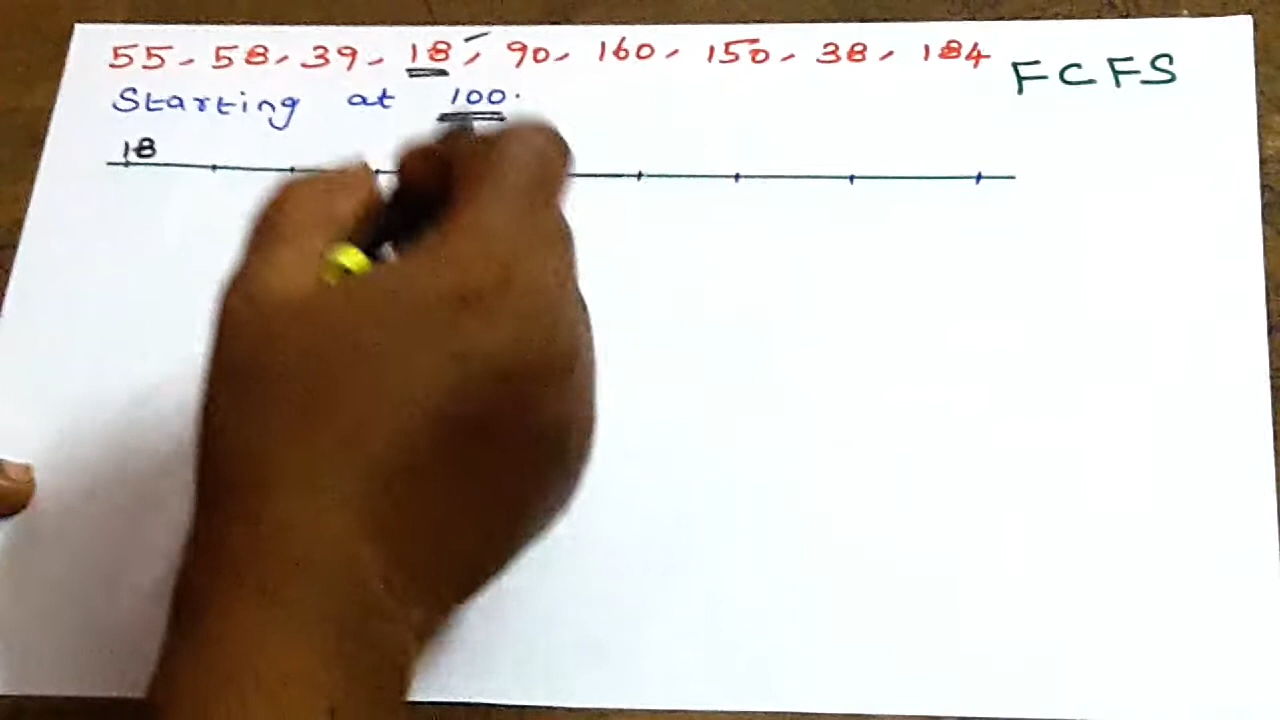 55, 58, 39, 18, 90, 160, 150, 38, 184
FCFS
Starting at 100.
18